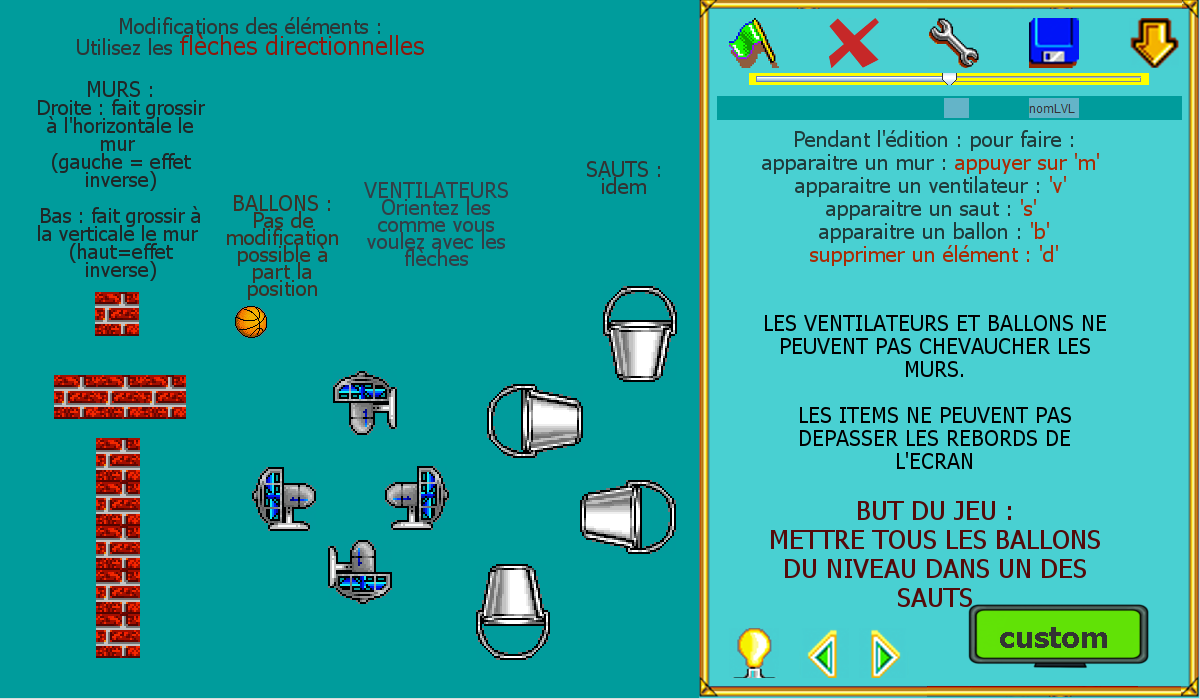 Modifications des éléments :
Utilisez les flèches directionnelles
MURS :
Droite : fait grossir
à l'horizontale le
mur
(gauche = effet
inverse)
Bas : fait grossir à
la verticale le mur
(haut=effet
inverse)
BALLONS :
Pas de
modification
possible à
part la
position
VENTILATEURS
Orientez les
comme vous
voulez avec les
flèches
SAUTS :
idem
nomLVL
Pendant l'édition : pour faire :
apparaitre un mur : appuyer sur 'm'
apparaitre un ventilateur : 'v'
apparaitre un saut : 's'
apparaitre un ballon : 'b'
supprimer un élément : 'd'
LES VENTILATEURS ET BALLONS NE
PEUVENT PAS CHEVAUCHER LES
MURS.
LES ITEMS NE PEUVENT PAS
DEPASSER LES REBORDS DE
L'ECRAN
BUT DU JEU :
METTRE TOUS LES BALLONS
DU NIVEAU DANS UN DES
SAUTS
custom